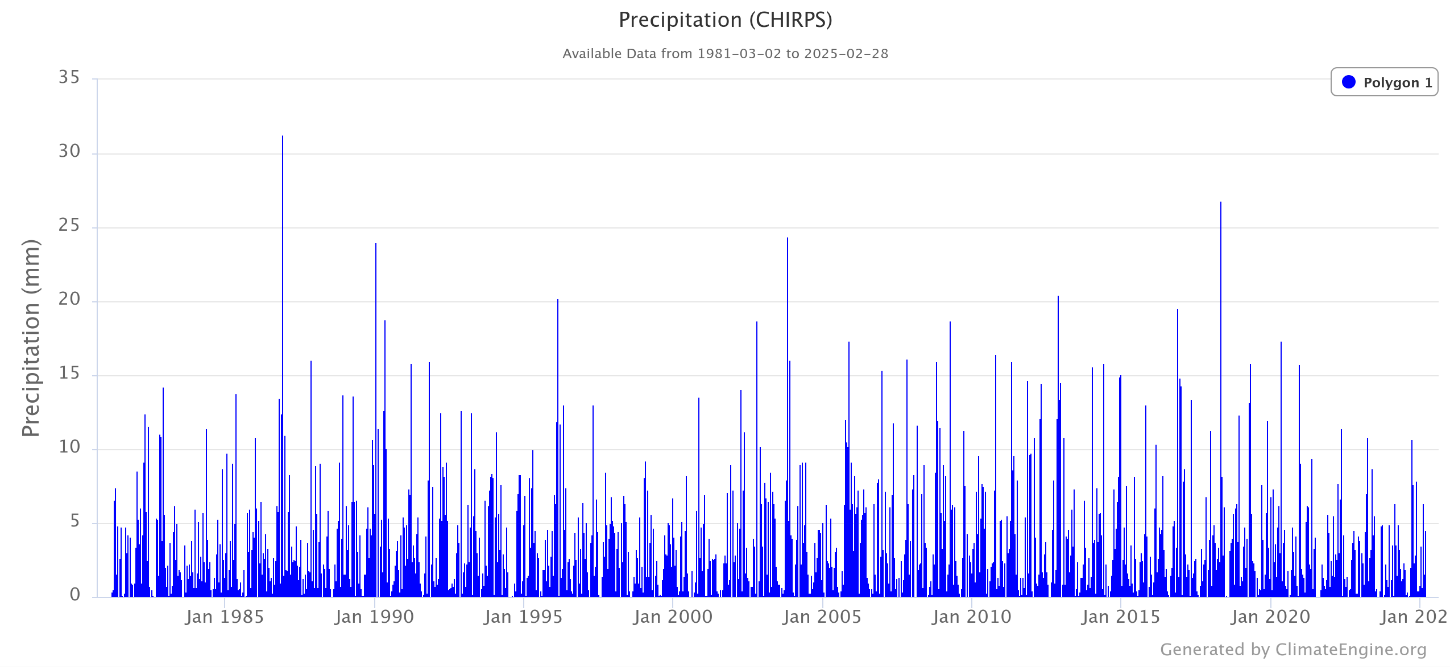 Precipitation (CHIRPS)
Available Data from 1981-03-02 to 2025-02-28
Polygon 1
Precipitation (mm)
35
30
25
20
15
10
5
0
Jan 1985
Jan 1990
Jan 1995
Jan 2000
Jan 2005
Jan 2010
Jan 2015
Jan 2020
Jan 202
Generated by ClimateEngine.org